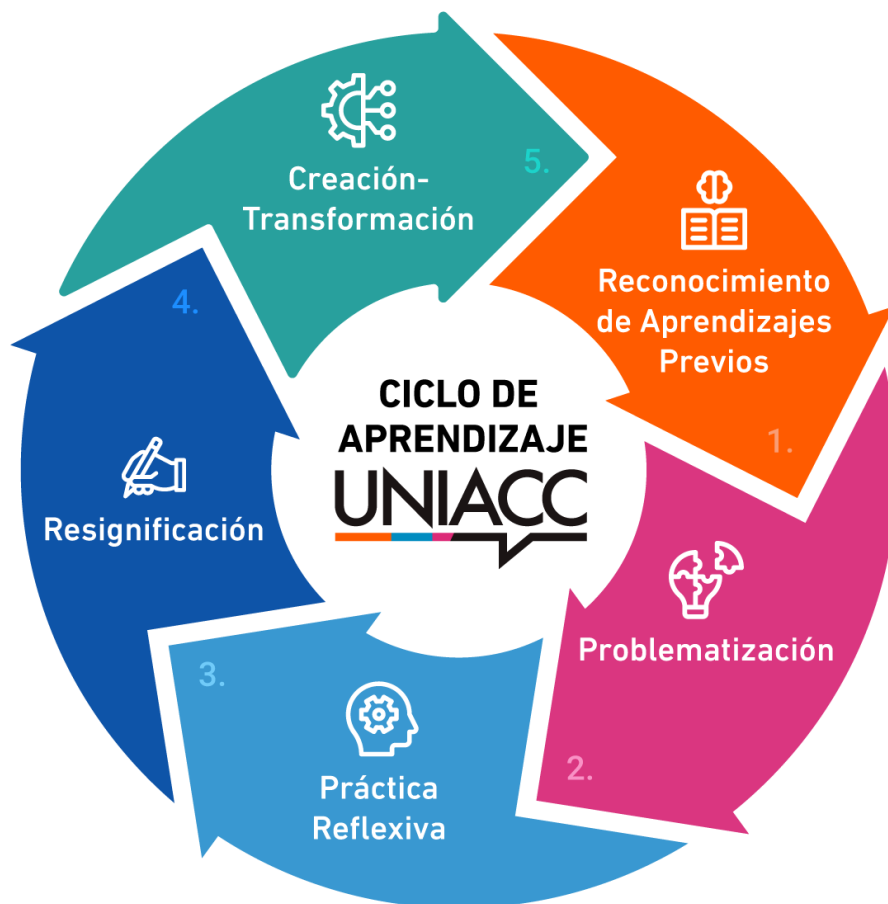 CICLO DE
APRENDIZAJE
UNIACC
Reconocimiento
de Aprendizajes
Previos
1.
Problematización
2.
Práctica
Reflexiva
3.
Resignificación
4.
Creación-
Transformación
5.